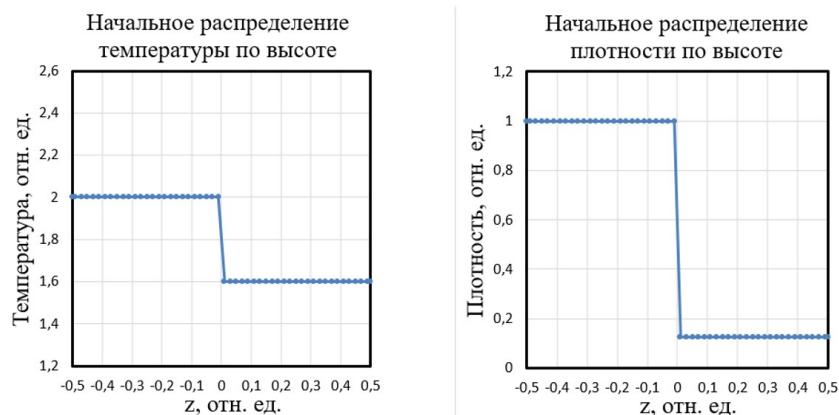 Начальное распределение
температуры по высоте
2,6
2,4
2,2
2
1,8
1,6
1,4
1,2
-0,5 -0,4 -0,3 -0,2 -0,1 0 0,1 0,2 0,3 0,4 0,5
Температура, отн. ед.
z, отн. ед.
Начальное распределение
плотности по высоте
1,2
1
0,8
0,6
0,4
0,2
0
-0,5 -0,4 -0,3 -0,2 -0,1 0 0,1 0,2 0,3 0,4 0,5
Плотность, отн. ед.
z, отн. ед.